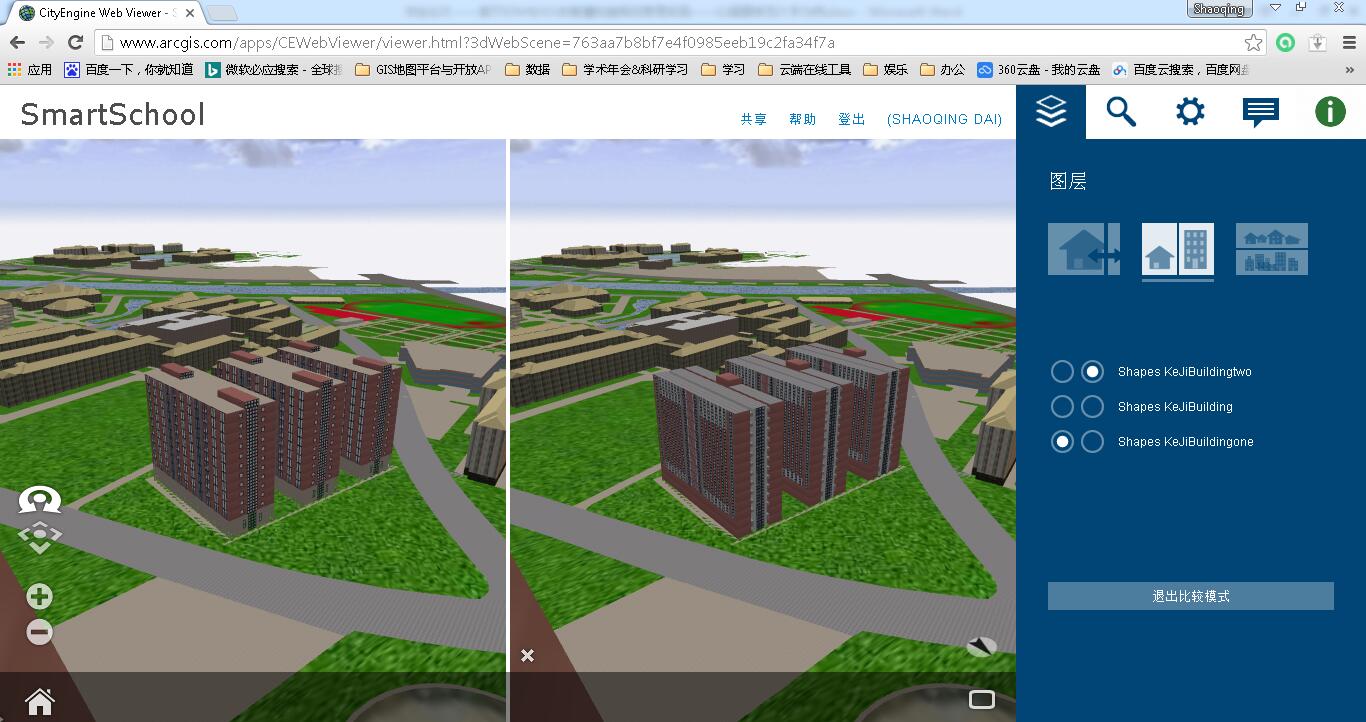 CityEngine Web Viewer - S
Shaoqing
www.arcgis.com/apps/CEWebViewer/viewer.html?3dWebScene=763aa7b8bf7e4f0985eeb19c2fa34f7a
应用 百度一下，你就知道 微软必应搜索 - 全球搜 GIS地图平台与开放AP 数据 学术年会&科研学习 学习 云端在线工具 娱乐 办公 360云盘 - 我的云盘 百度云搜索，百度网盘 »
SmartSchool
共享 帮助 登出 (SHAOQING DAI)
图层
Shapes KeJiBuildingtwo
Shapes KeJiBuilding
Shapes KeJiBuildingone
退出比较模式